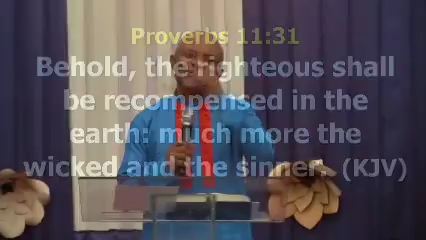 Proverbs 11:31
Behold, the righteous shall
be recompensed in the
earth: much more the
wicked and the sinner. (KJV)